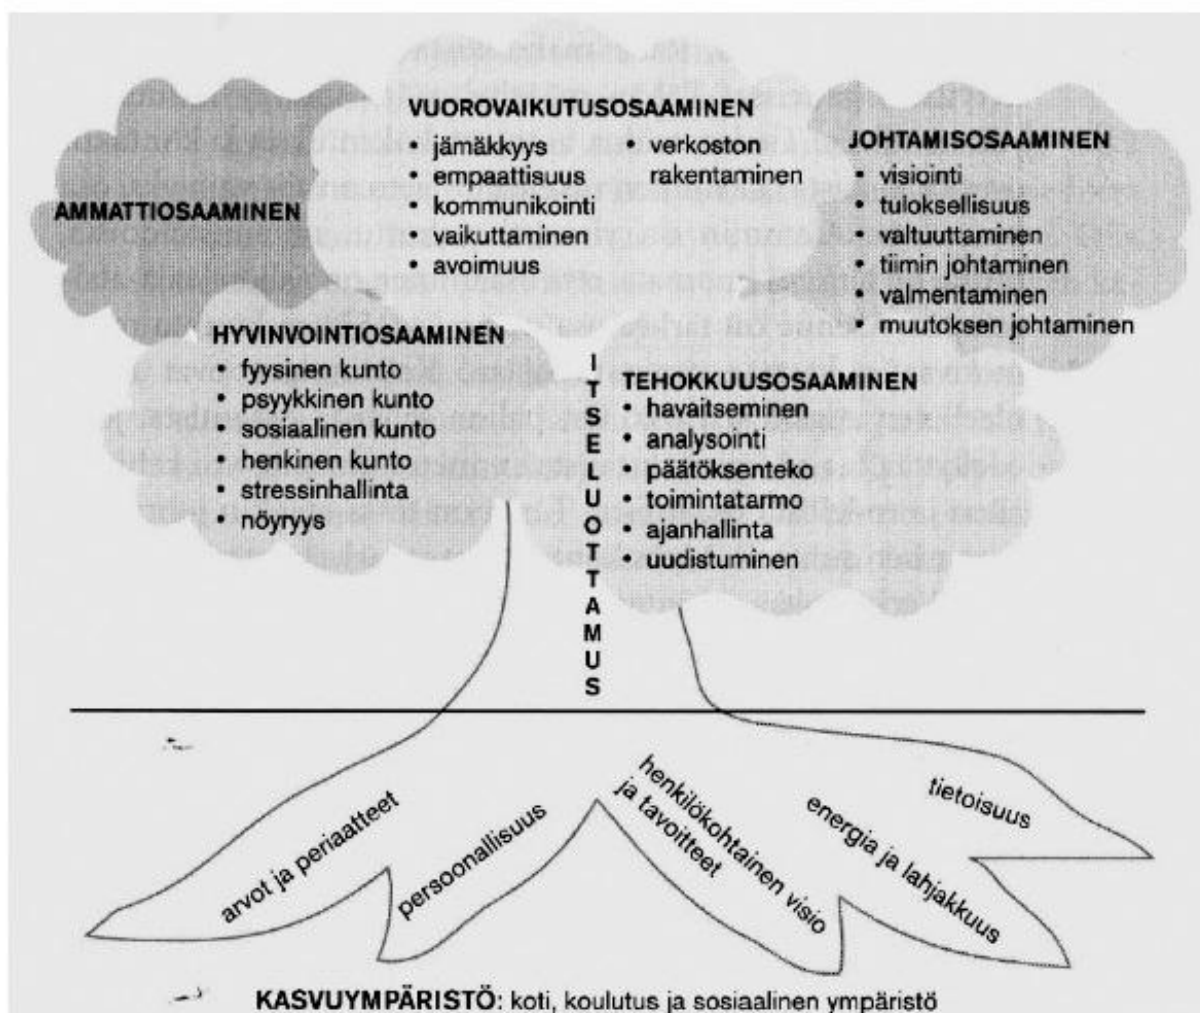 VUOROVAIKUTUSOSAAMINEN
• jämäkkyys
• empaattisuus
• kommunikointi
• vaikuttaminen
• avoimuus
verkoston
rakentaminen
JOHTAMISOSAAMINEN
• visiointi
• tuloksellisuus
• valtuuttaminen
• tiimin johtaminen
• valmentaminen
• muutoksen johtaminen
AMMATTIOSAAMINEN
HYVINVOINTIOSAAMINEN
• fyysinen kunto
• psyykkinen kunto
• sosiaalinen kunto
• henkinen kunto
• stressinhallinta
• nöyryys
ITSELUOTTAMUS
TEHOKKUUSOSAAMINEN
• havaitseminen
• analysointi
• päätöksenteko
• toimintatarmo
• ajanhallinta
• uudistuminen
arvot ja periaatteet
persoonallisuus
henkilökohtainen visio
ja tavoitteet
energia ja lahjakkuus
tietoisuus
KASVUYMPÄRISTÖ: koti, koulutus ja sosiaalinen ympäristö